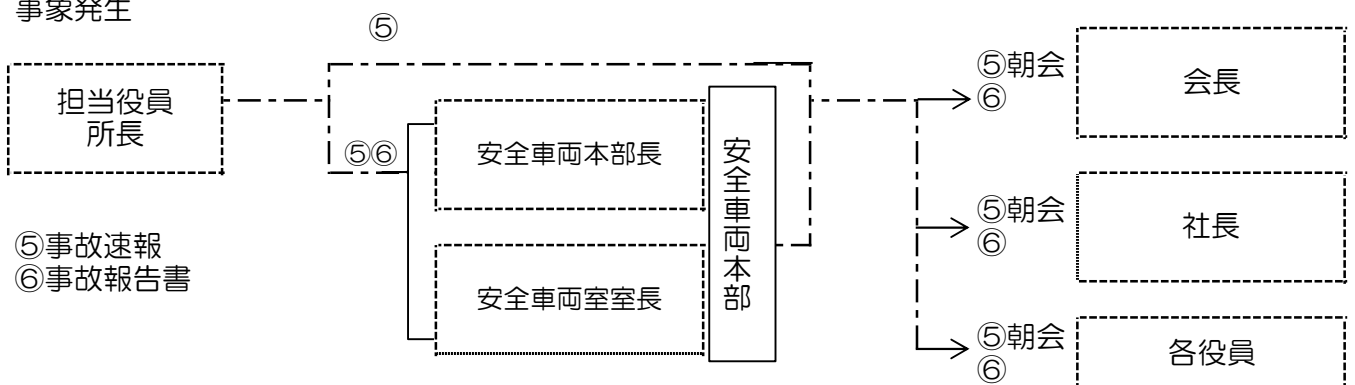 事象発生
⑤
担当役員
所長
⑤⑥
安全車両本部長
安全車両室室長
安全車両本部
⑤朝会
⑥
会長
⑤朝会
⑥
社長
⑤朝会
⑥
各役員
⑤事故速報
⑥事故報告書